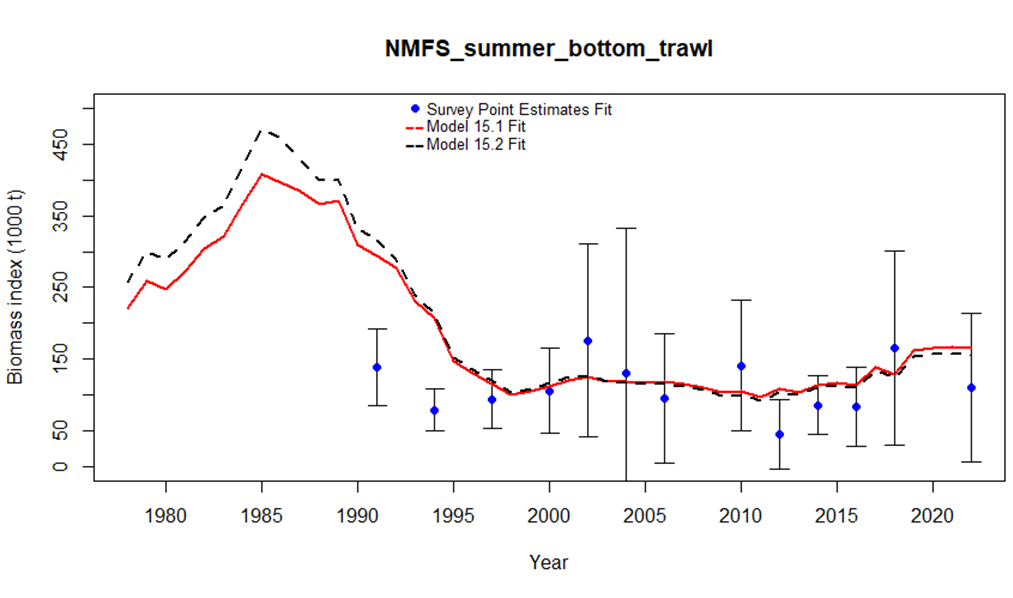 NMFS_summer_bottom_trawl
Survey Point Estimates Fit
Model 15.1 Fit
Model 15.2 Fit
Biomass index (1000 t)
450
350
250
150
50
0
1980 1985 1990 1995 2000 2005 2010 2015 2020
Year